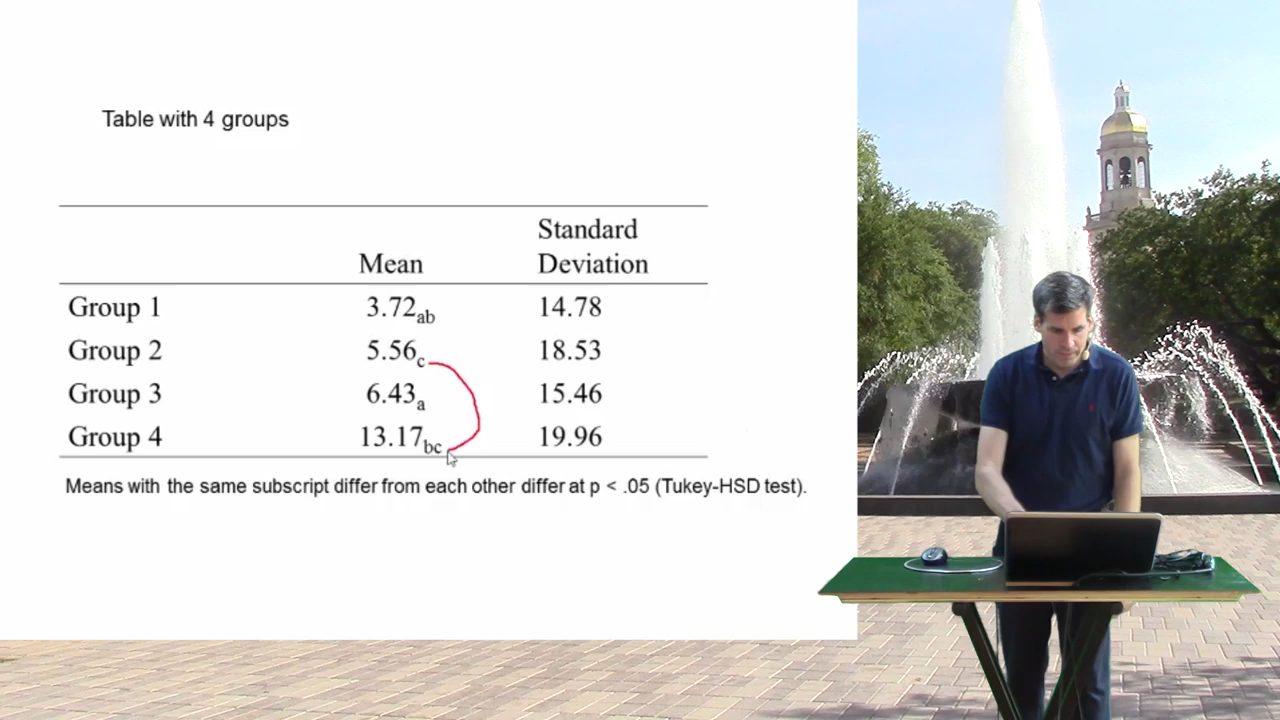 Table with 4 groups
Standard
Mean Deviation
Group 1 3.72ab 14.78
Group 2 5.56c 18.53
Group 3 6.43a 15.46
Group 4 13.17bc 19.96
Means with the same subscript differ from each other differ at p < .05 (Tukey-HSD test).